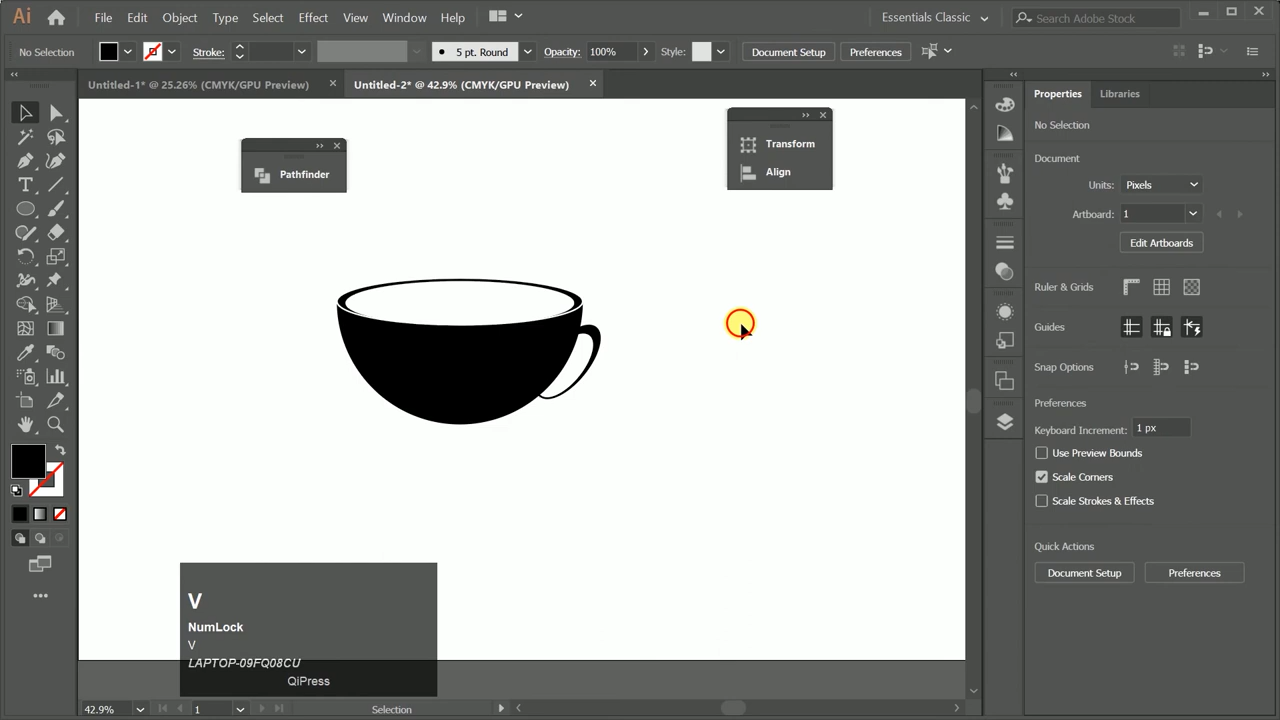 Ai
File Edit Object Type Select Effect View Window Help
Essentials Classic
Search Adobe Stock
No Selection
Stroke:
5 pt. Round
Opacity: 100%
Style:
Document Setup
Preferences
Untitled-1* @ 25.26% (CMYK/GPU Preview)
Untitled-2* @ 42.9% (CMYK/GPU Preview)
Pathfinder
Transform
Align
Properties
Libraries
No Selection
Document
Units: Pixels
Artboard: 1
Edit Artboards
Ruler & Grids
Guides
Snap Options
Preferences
Keyboard Increment: 1 px
Use Preview Bounds
Scale Corners
Scale Strokes & Effects
Quick Actions
Document Setup
Preferences
V
NumLock
V
LAPTOP-09FQ08CU
QiPress
42.9%
1
Selection